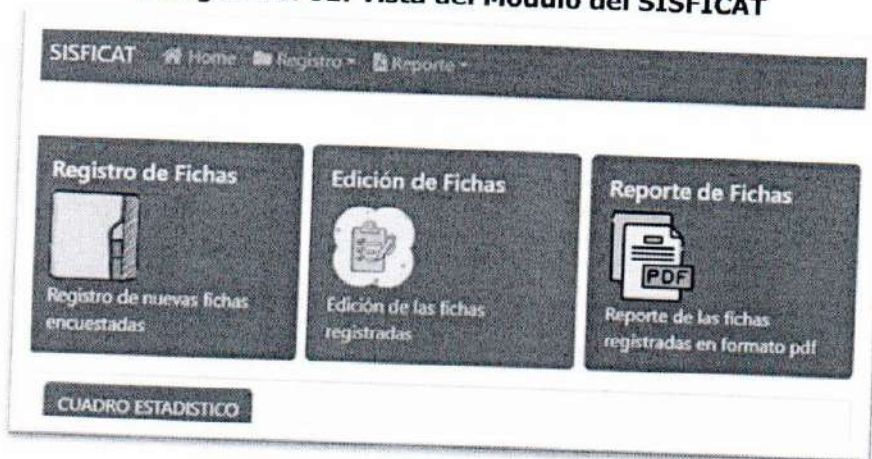 Vista del Módulo del SISFICAT
SISFICAT Home Registro Reporte
Registro de Fichas
Registro de nuevas fichas
encuestadas
Edición de Fichas
Edición de las fichas
registradas
Reporte de Fichas
PDF
Reporte de las fichas
registradas en formato pdf
CUADRO ESTADISTICO